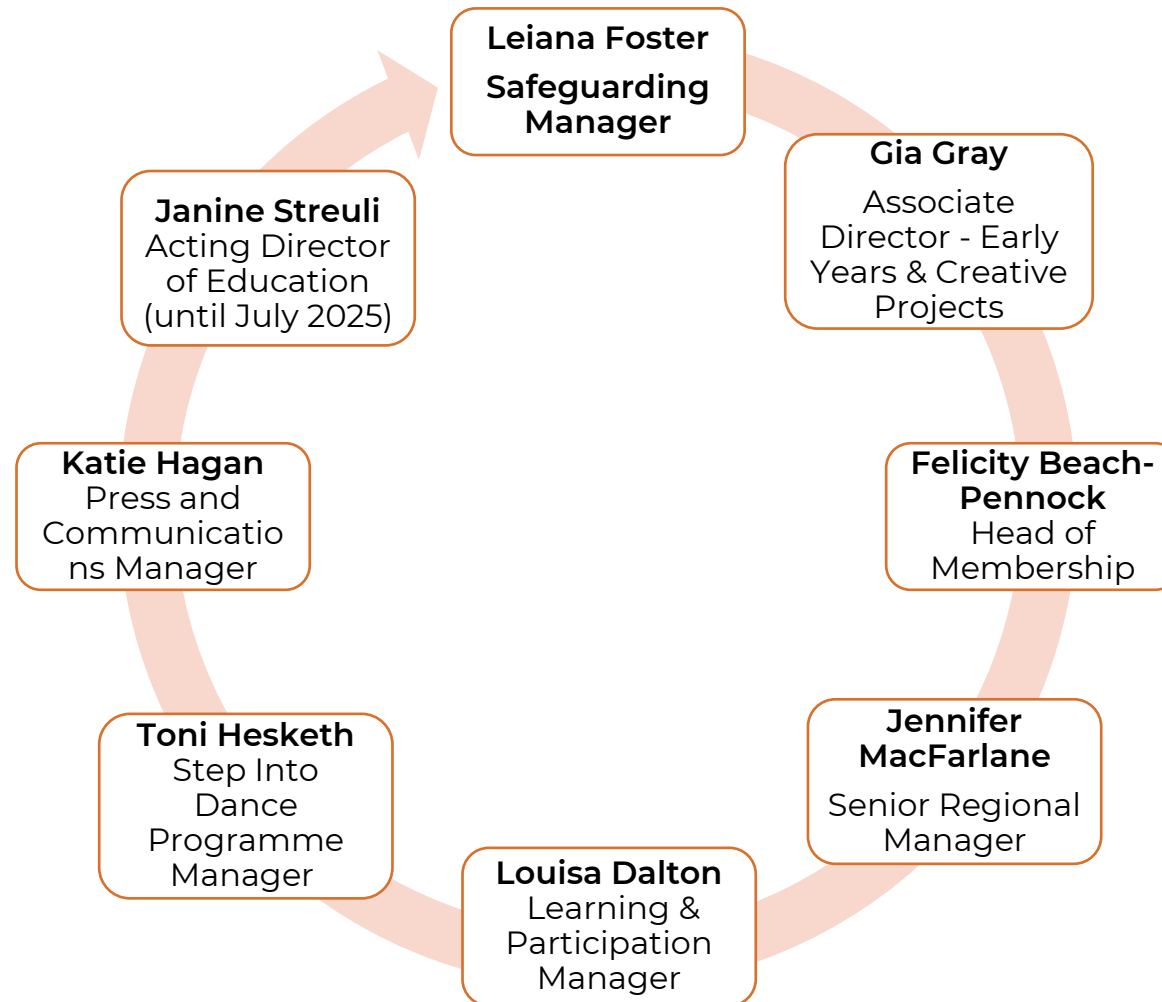 Leiana Foster
Safeguarding
Manager
Gia Gray
Associate
Director - Early
Years & Creative
Projects
Felicity Beach-
Pennock
Head of
Membership
Jennifer
MacFarlane
Senior Regional
Manager
Louisa Dalton
Learning &
Participation
Manager
Toni Hesketh
Step Into
Dance
Programme
Manager
Katie Hagan
Press and
Communicatio
ns Manager
Janine Streuli
Acting Director
of Education
(until July 2025)